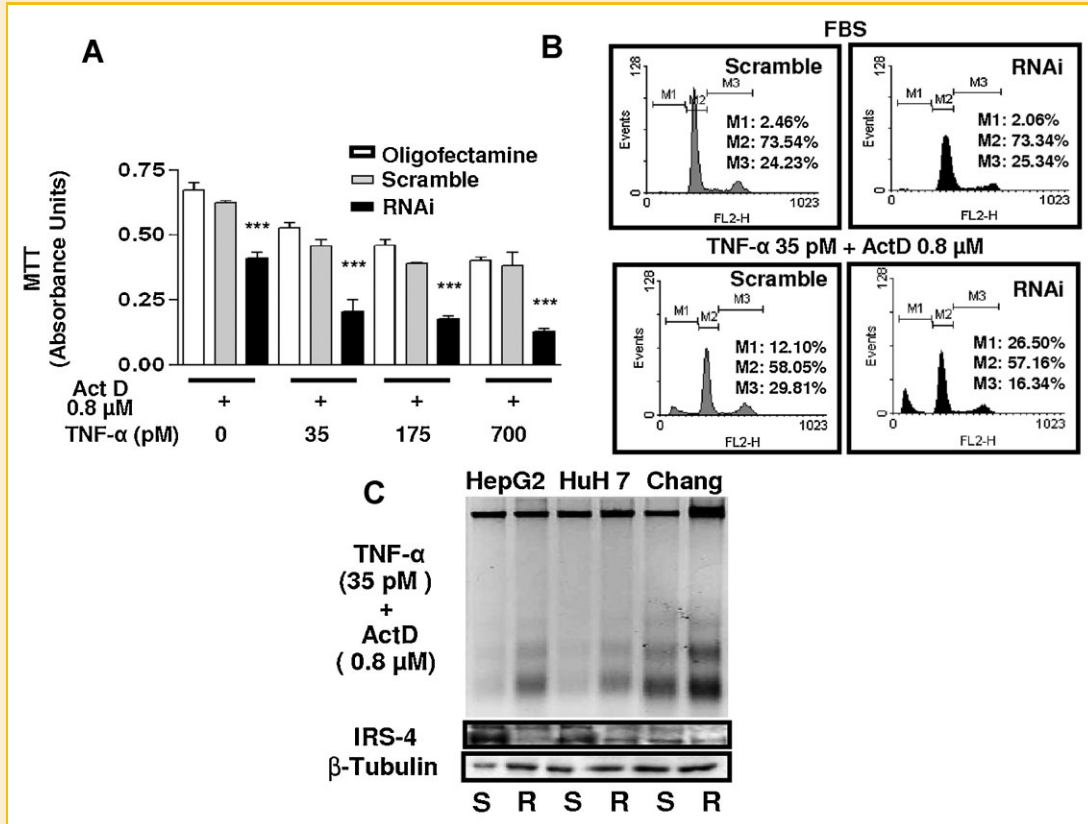 A
Oligofectamine
Scramble
RNAi
MTT
(Absorbance Units)
0.75
0.50
0.25
0.00
***
***
***
***
Act D
0.8 µM
+ + + +
TNF-α (pM) 0 35 175 700
B
FBS
Scramble
128
Events
0
M1
M2
M3
M1: 2.46%
M2: 73.54%
M3: 24.23%
0 1023
FL2-H
RNAi
128
Events
0
M1
M2
M3
M1: 2.06%
M2: 73.34%
M3: 25.34%
0 1023
FL2-H
TNF-α 35 pM + ActD 0.8 µM
Scramble
128
Events
0
M1
M2
M3
M1: 12.10%
M2: 58.05%
M3: 29.81%
0 1023
FL2-H
RNAi
128
Events
0
M1
M2
M3
M1: 26.50%
M2: 57.16%
M3: 16.34%
0 1023
FL2-H
C
HepG2 HuH 7 Chang
TNF-α
(35 pM )
+
ActD
( 0.8 µM)
IRS-4
β-Tubulin
S R S R S R